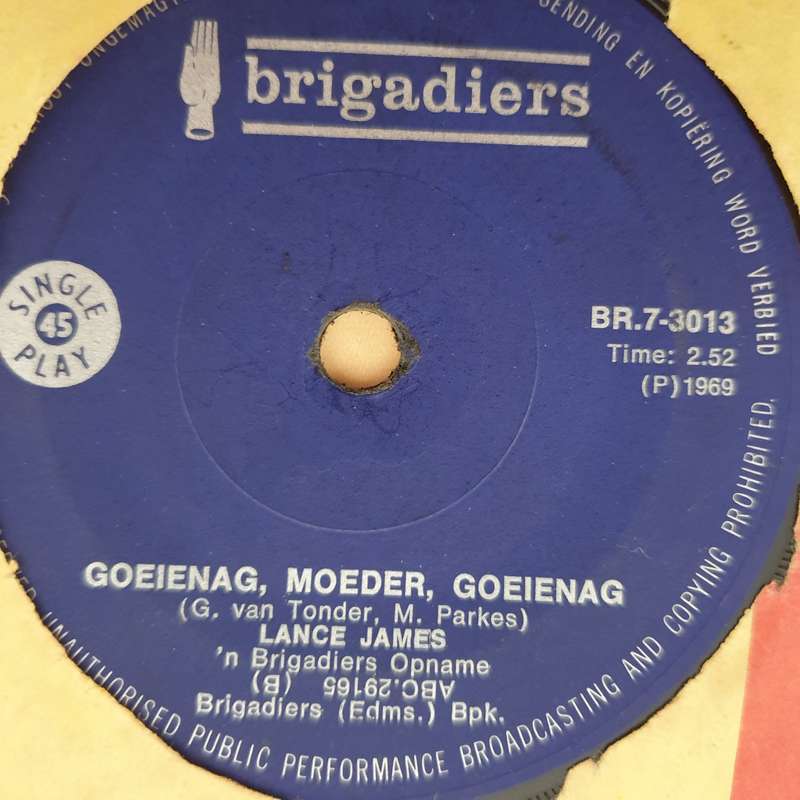 brigadiers
SINGLE
45
PLAY
BR.7-3013
Time: 2.52
(P)1969
GOEIENAG, MOEDER, GOEIENAG
(G. van Tonder, M. Parkes)
LANCE JAMES
'n Brigadiers Opname
ABC.29165 (B)
Brigadiers (Edms.) Bpk.
EN KOPIËRING WORD VERBIED
UNAUTHORISED PUBLIC PERFORMANCE BROADCASTING AND COPYING PROHIBITED.